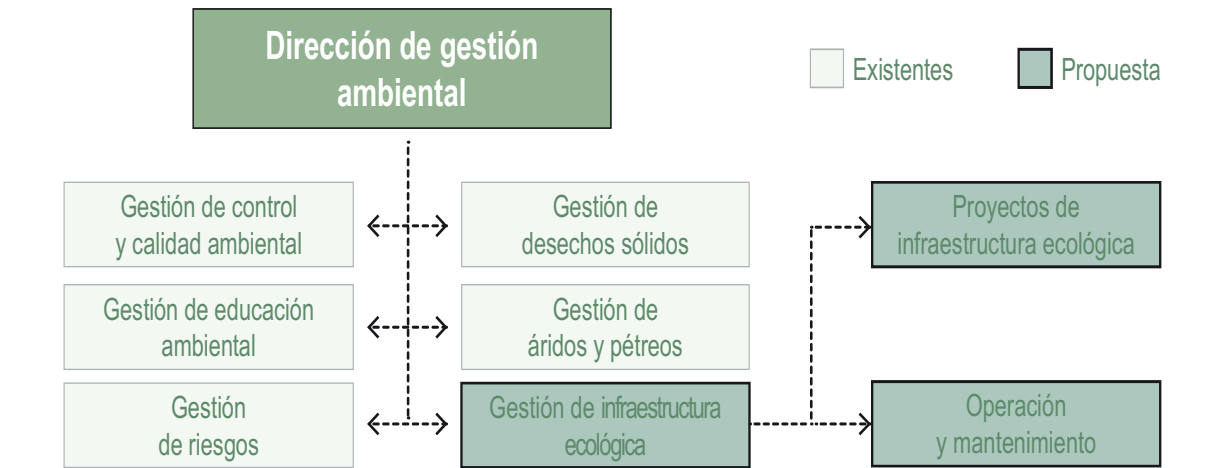 Dirección de gestión
ambiental
Existentes
Propuesta
Gestión de control
y calidad ambiental
Gestión de
desechos sólidos
Proyectos de
infraestructura ecológica
Gestión de educación
ambiental
Gestión de
áridos y pétreos
Gestión
de riesgos
Gestión de infraestructura
ecológica
Operación
y mantenimiento